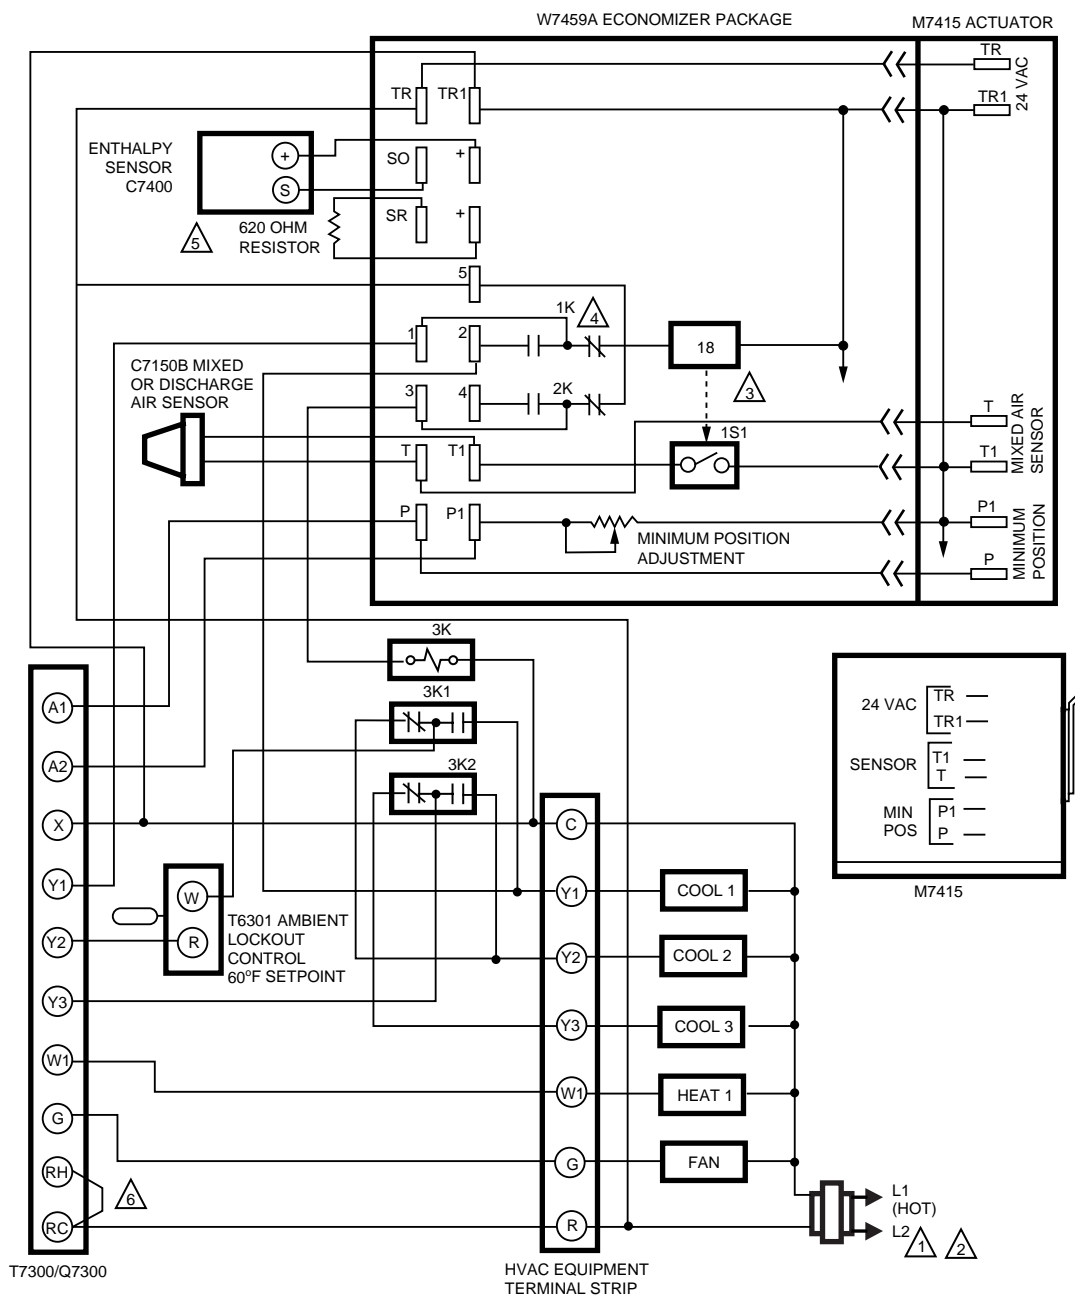 W7459A ECONOMIZER PACKAGE
M7415 ACTUATOR
TR
TR1
24 VAC
TR
TR1
ENTHALPY
SENSOR
C7400
+
S
SO
+
SR
+
5
620 OHM
RESISTOR
5
1K
4
1
2
18
3
C7150B MIXED
OR DISCHARGE
AIR SENSOR
3
4
2K
1S1
T
T1
T
T1
MIXED AIR
SENSOR
P
P1
MINIMUM POSITION
ADJUSTMENT
P1
P
MINIMUM
POSITION
3K
3K1
3K2
A1
A2
X
Y1
Y2
Y3
W1
G
RH
RC
6
T7300/Q7300
W
R
T6301 AMBIENT
LOCKOUT
CONTROL
60°F SETPOINT
C
Y1
Y2
Y3
W1
G
R
HVAC EQUIPMENT
TERMINAL STRIP
COOL 1
COOL 2
COOL 3
HEAT 1
FAN
L1
(HOT)
L2
1
2
24 VAC
TR
TR1
SENSOR
T1
T
MIN
POS
P1
P
M7415